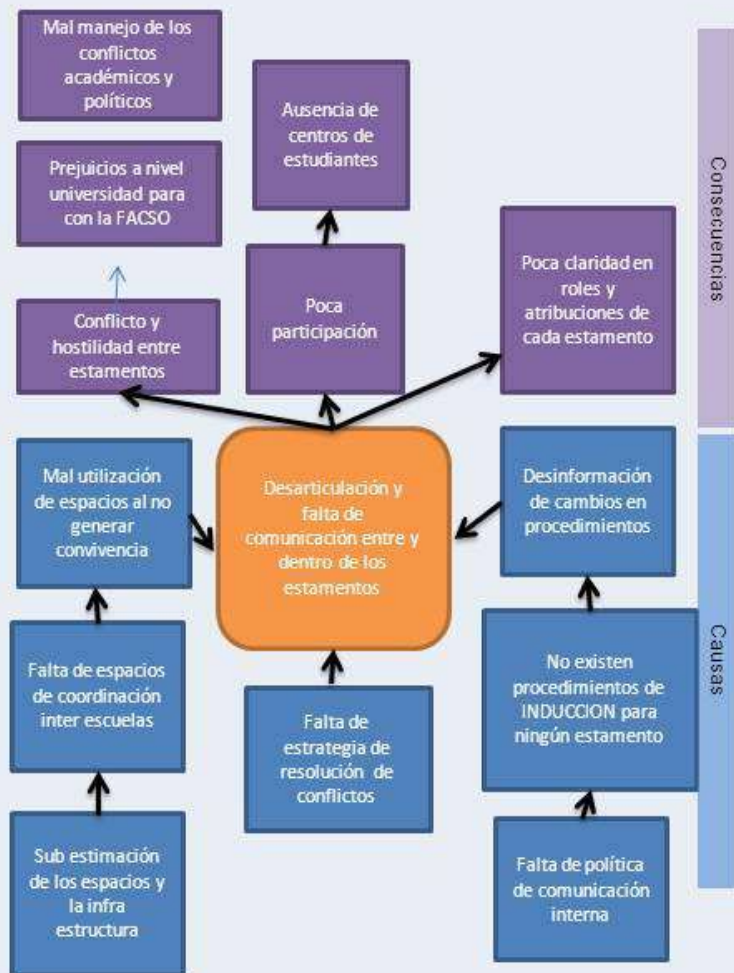 Mal manejo de los
conflictos
académicos y
políticos
Ausencia de
centros de
estudiantes
Prejuicios a nivel
universidad para
con la FACSO
Consecuencias
Poca claridad en
roles y
atribuciones de
cada estamento
Poca
participación
Conflicto y
hostilidad entre
estamentos
Mal utilización
de espacios al no
generar
convivencia
Desarticulación y
falta de
comunicación entre y
dentro de los
estamentos
Desinformación
de cambios en
procedimientos
Causas
Falta de espacios
de coordinación
inter escuelas
No existen
procedimientos de
INDUCCION para
ningún estamento
Falta de
estrategia de
resolución de
conflictos
Sub estimación
de los espacios y
la infra
estructura
Falta de política
de comunicación
interna